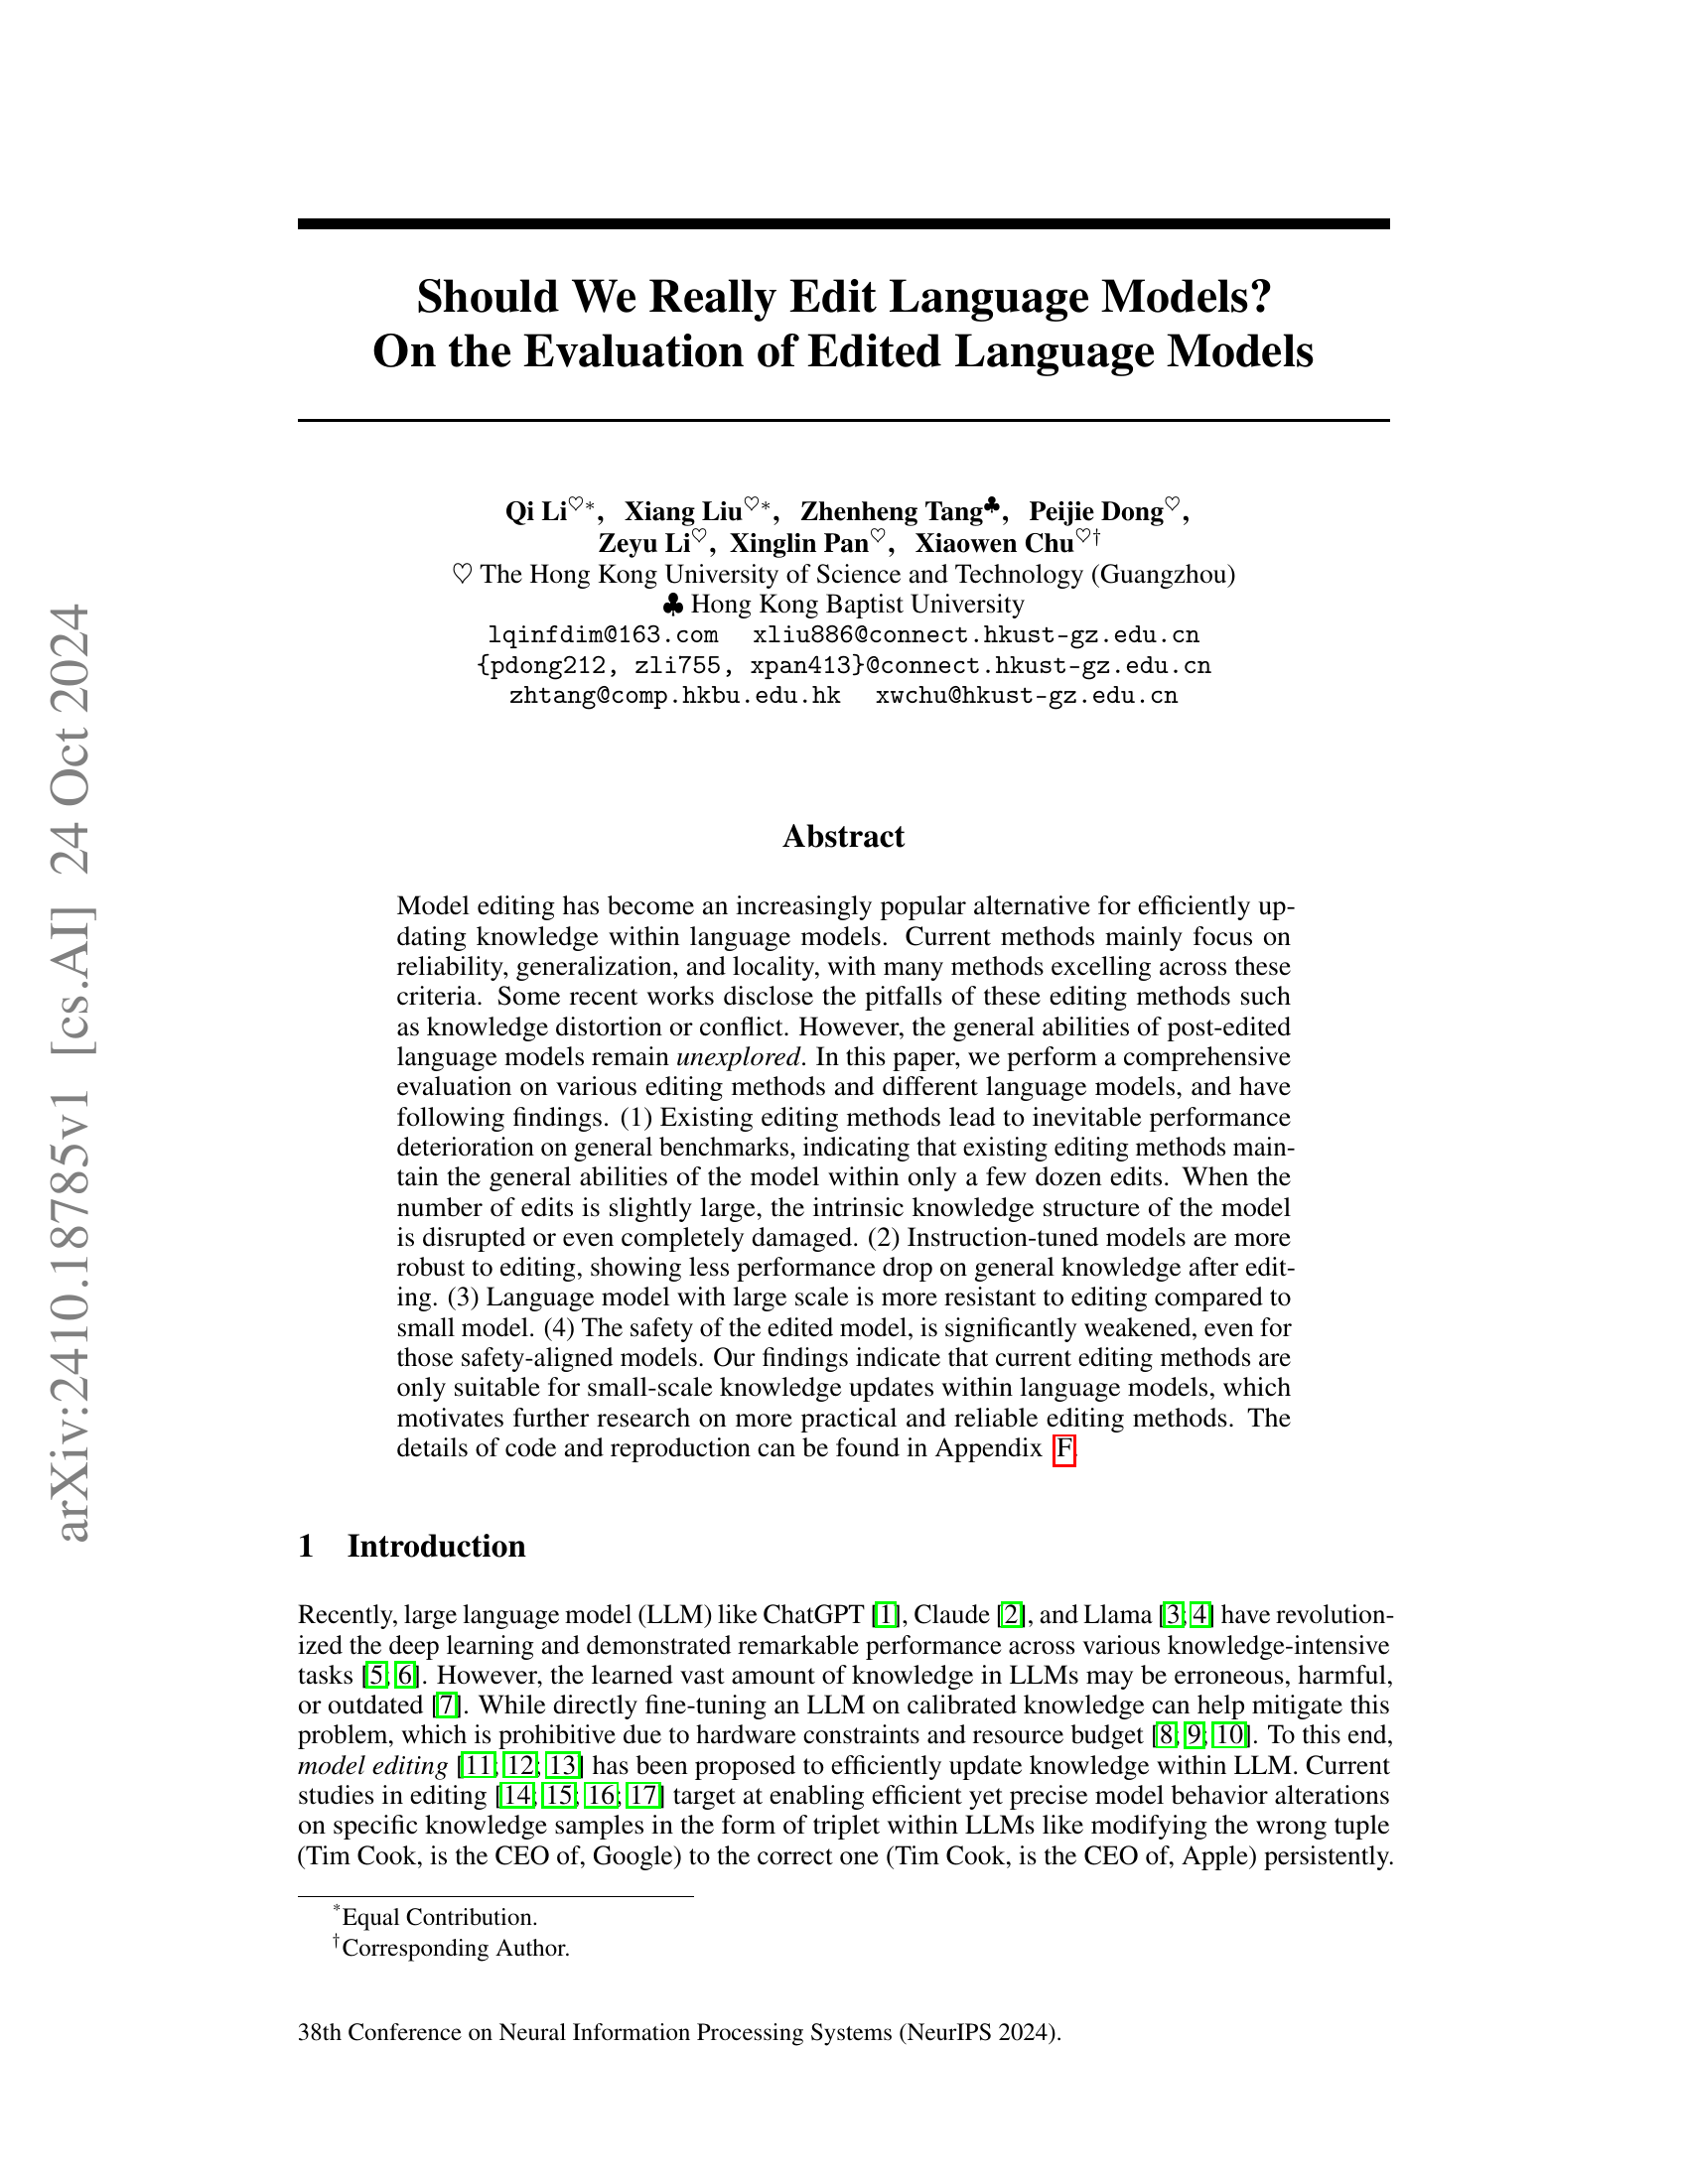 arXiv:2410.18785v1 [cs.AI] 24 Oct 2024
Should We Really Edit Language Models?
On the Evaluation of Edited Language Models
Qi Li♡*, Xiang Liu♡*, Zhenheng Tang♣, Peijie Dong♡,
Zeyu Li♡, Xinglin Pan♡, Xiaowen Chu♡†
♡ The Hong Kong University of Science and Technology (Guangzhou)
♣ Hong Kong Baptist University
lqinfdim@163.com xliu886@connect.hkust-gz.edu.cn
{pdong212, zli755, xpan413}@connect.hkust-gz.edu.cn
zhtang@comp.hkbu.edu.hk xwchu@hkust-gz.edu.cn
Abstract
Model editing has become an increasingly popular alternative for efficiently up-
dating knowledge within language models. Current methods mainly focus on
reliability, generalization, and locality, with many methods excelling across these
criteria. Some recent works disclose the pitfalls of these editing methods such
as knowledge distortion or conflict. However, the general abilities of post-edited
language models remain unexplored. In this paper, we perform a comprehensive
evaluation on various editing methods and different language models, and have
following findings. (1) Existing editing methods lead to inevitable performance
deterioration on general benchmarks, indicating that existing editing methods main-
tain the general abilities of the model within only a few dozen edits. When the
number of edits is slightly large, the intrinsic knowledge structure of the model
is disrupted or even completely damaged. (2) Instruction-tuned models are more
robust to editing, showing less performance drop on general knowledge after edit-
ing. (3) Language model with large scale is more resistant to editing compared to
small model. (4) The safety of the edited model, is significantly weakened, even for
those safety-aligned models. Our findings indicate that current editing methods are
only suitable for small-scale knowledge updates within language models, which
motivates further research on more practical and reliable editing methods. The
details of code and reproduction can be found in Appendix F.
1 Introduction
Recently, large language model (LLM) like ChatGPT [1], Claude [2], and Llama [3; 4] have revolution-
ized the deep learning and demonstrated remarkable performance across various knowledge-intensive
tasks [5; 6]. However, the learned vast amount of knowledge in LLMs may be erroneous, harmful,
or outdated [7]. While directly fine-tuning an LLM on calibrated knowledge can help mitigate this
problem, which is prohibitive due to hardware constraints and resource budget [8; 9; 10]. To this end,
model editing [11; 12; 13] has been proposed to efficiently update knowledge within LLM. Current
studies in editing [14; 15; 16; 17] target at enabling efficient yet precise model behavior alterations
on specific knowledge samples in the form of triplet within LLMs like modifying the wrong tuple
(Tim Cook, is the CEO of, Google) to the correct one (Tim Cook, is the CEO of, Apple) persistently.
*Equal Contribution.
†Corresponding Author.
38th Conference on Neural Information Processing Systems (NeurIPS 2024).